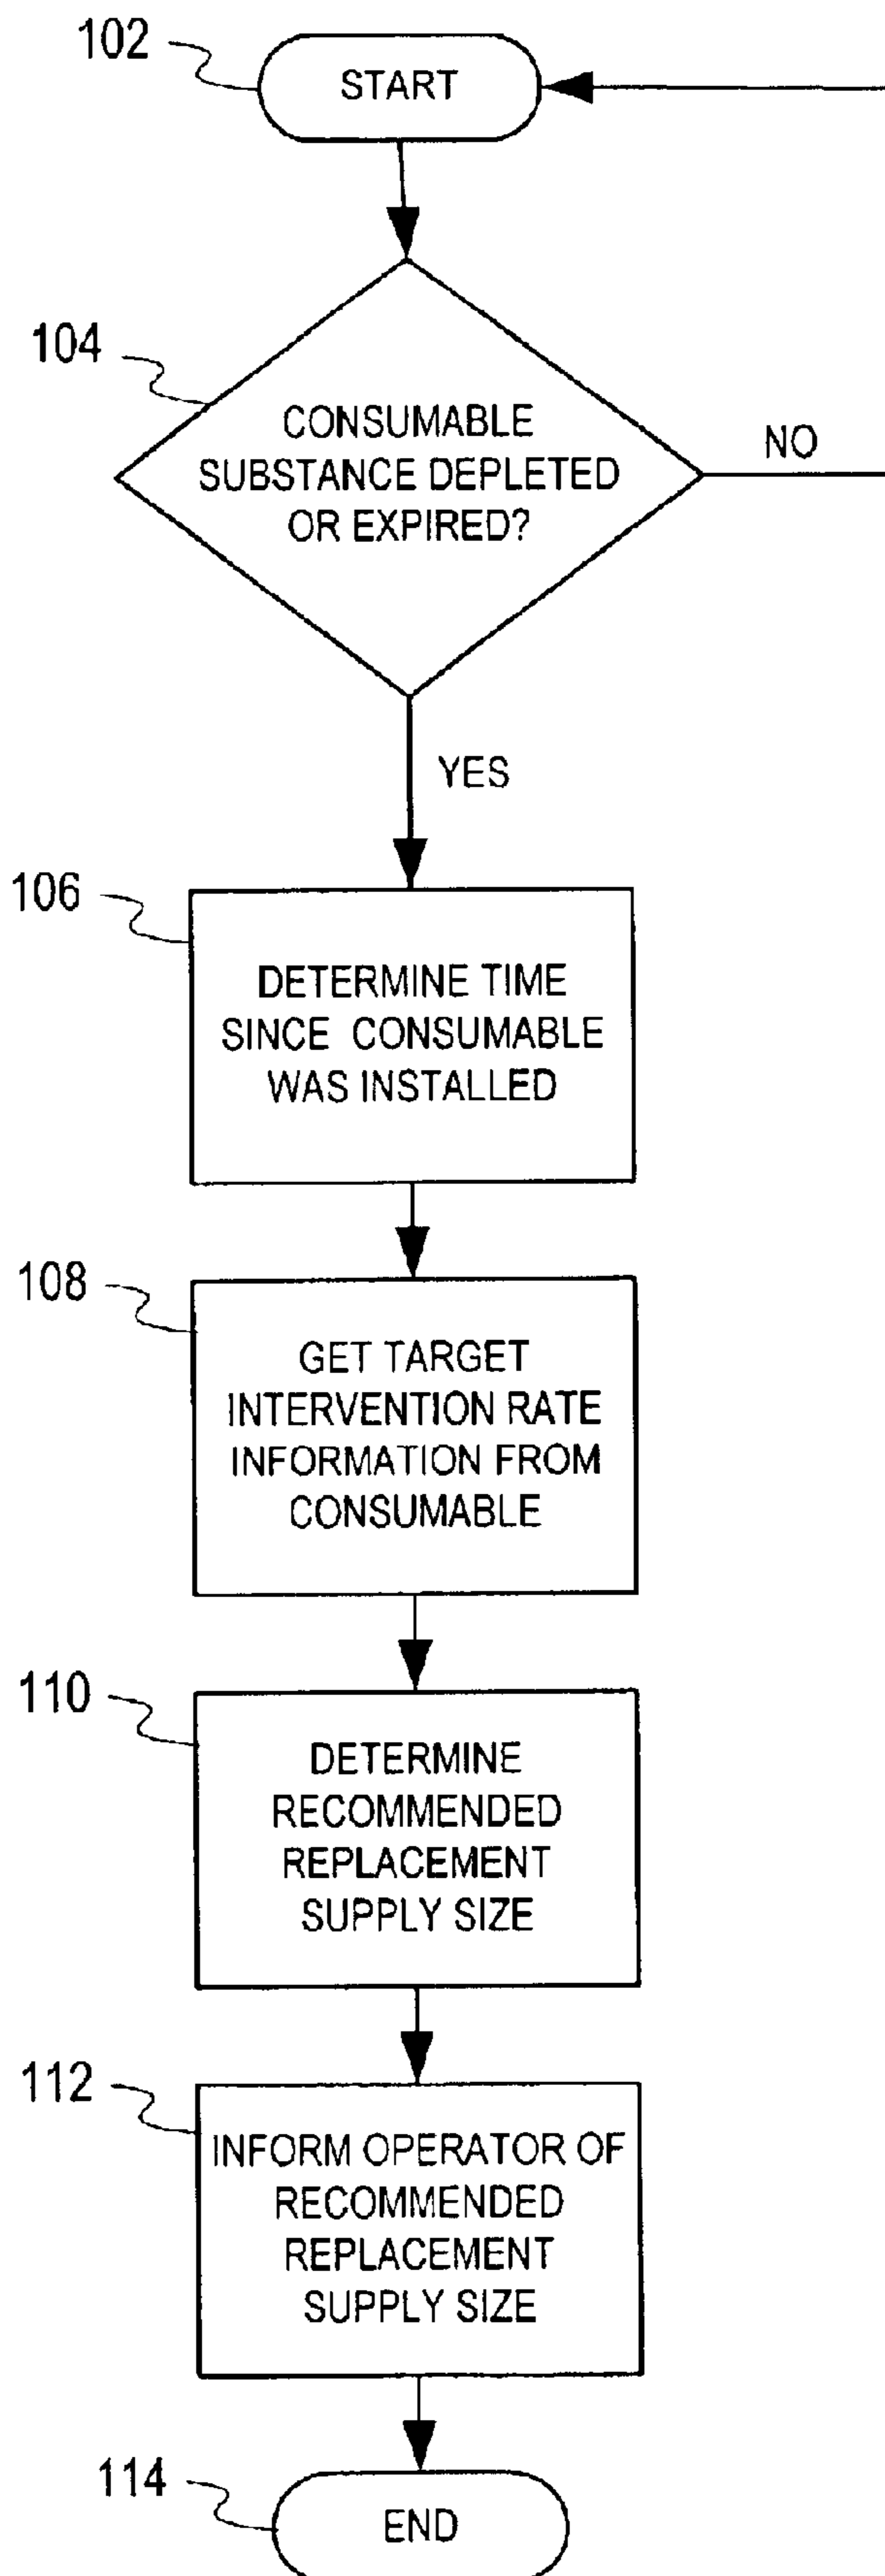 102
START
104
CONSUMABLE
SUBSTANCE DEPLETED
OR EXPIRED?
NO
YES
106
DETERMINE TIME
SINCE CONSUMABLE
WAS INSTALLED
108
GET TARGET
INTERVENTION RATE
INFORMATION FROM
CONSUMABLE
110
DETERMINE
RECOMMENDED
REPLACEMENT
SUPPLY SIZE
112
INFORM OPERATOR OF
RECOMMENDED
REPLACEMENT
SUPPLY SIZE
114
END